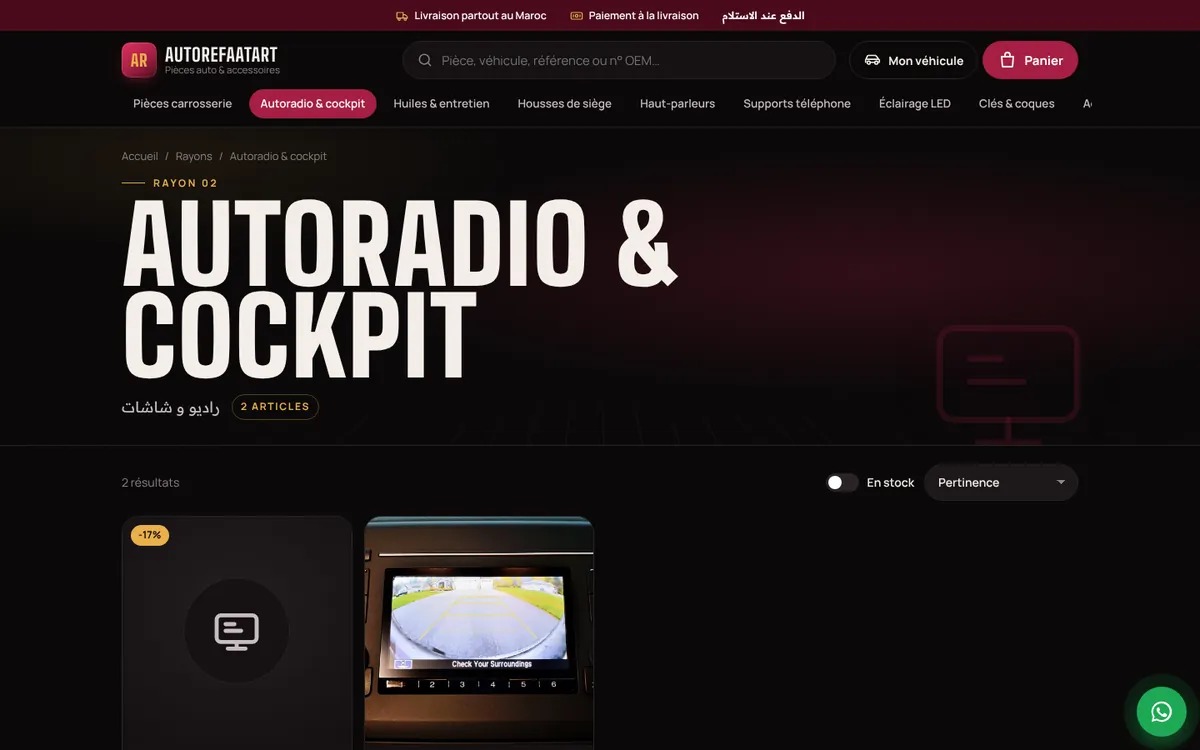 Livraison partout au Maroc
Paiement à la livraison
الدفع عند الاستلام
AR
AUTOREFAATART
Pièces auto & accessoires
Pièce, véhicule, référence ou n° OEM...
Mon véhicule
Panier
Pièces carrosserie
Autoradio & cockpit
Huiles & entretien
Housses de siège
Haut-parleurs
Supports téléphone
Éclairage LED
Clés & coques
Accueil / Rayons / Autoradio & cockpit
RAYON 02
AUTORADIO &
COCKPIT
راديو و شاشات
2 ARTICLES
2 résultats
En stock
Pertinence
-17%
Check Your Surroundings
2 | 3 | 4 | 5 | 6